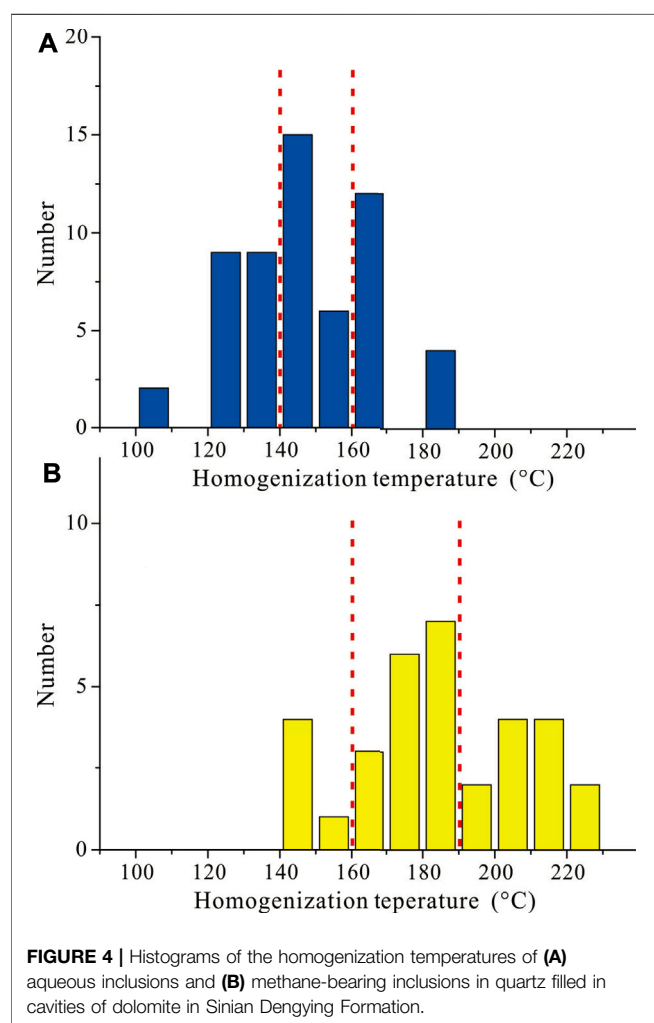 A
20
15
10
5
0
Number
100 120 140 160 180 200 220
Homogenization temperature (°C)
B
10
5
0
Number
100 120 140 160 180 200 220
Homogenization teperature (°C)
FIGURE 4 | Histograms of the homogenization temperatures of (A)
aqueous inclusions and (B) methane-bearing inclusions in quartz filled in
cavities of dolomite in Sinian Dengying Formation.